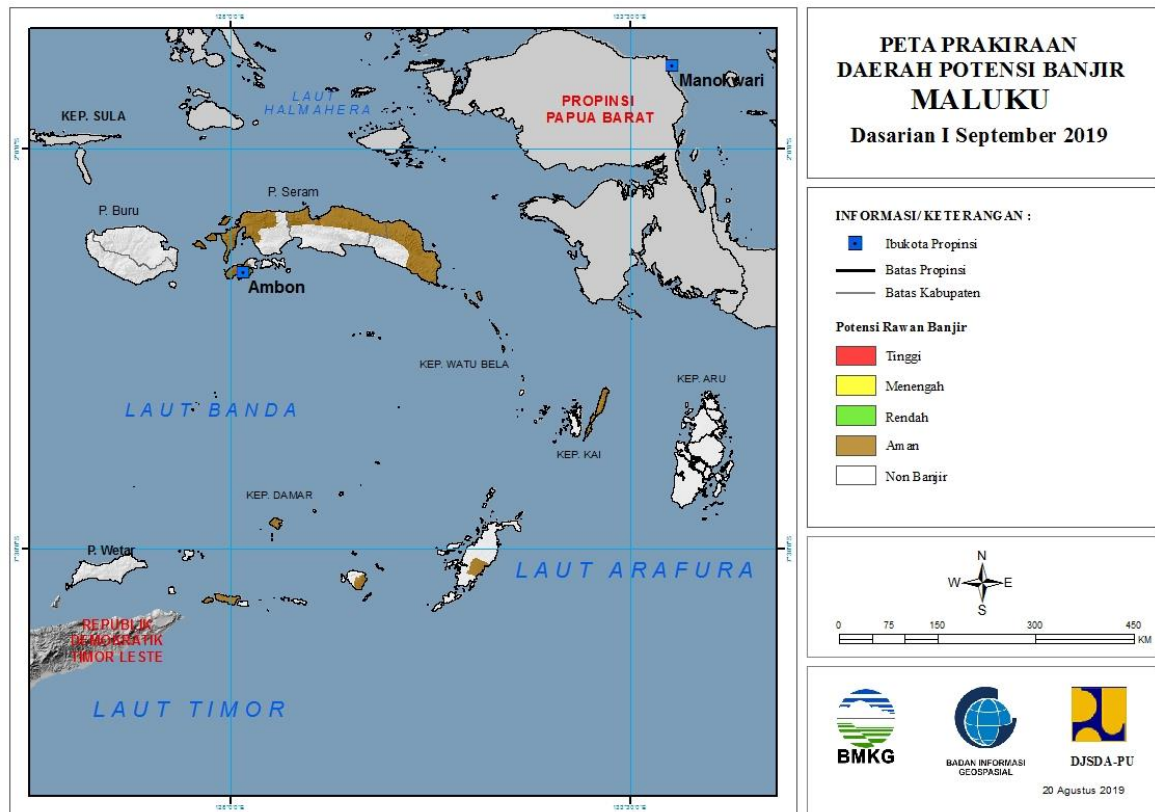 LAUT
HALMAHERA
Manokwari
PROPINSI
PAPUA BARAT
KEP. SULA
P. Seram
P. Buru
Ambon
KEP. WATU BELA
KEP. ARU
LAUT BANDA
KEP. KAI
KEP. DAMAR
P. Wetar
LAUT ARAFURA
REPUBLIK
DEMOKRATIK
TIMOR LESTE
LAUT TIMOR
PETA PRAKIRAAN
DAERAH POTENSI BANJIR
MALUKU
Dasarian I September 2019
INFORMASI/ KETERANGAN :
Ibukota Propinsi
Batas Propinsi
Batas Kabupaten
Potensi Rawan Banjir
Tinggi
Menengah
Rendah
Aman
Non Banjir
N
W E
S
0 75 150 300 450
KM
BMKG
BADAN INFORMASI
GEOSPASIAL
DJSDA-PU
20 Agustus 2019